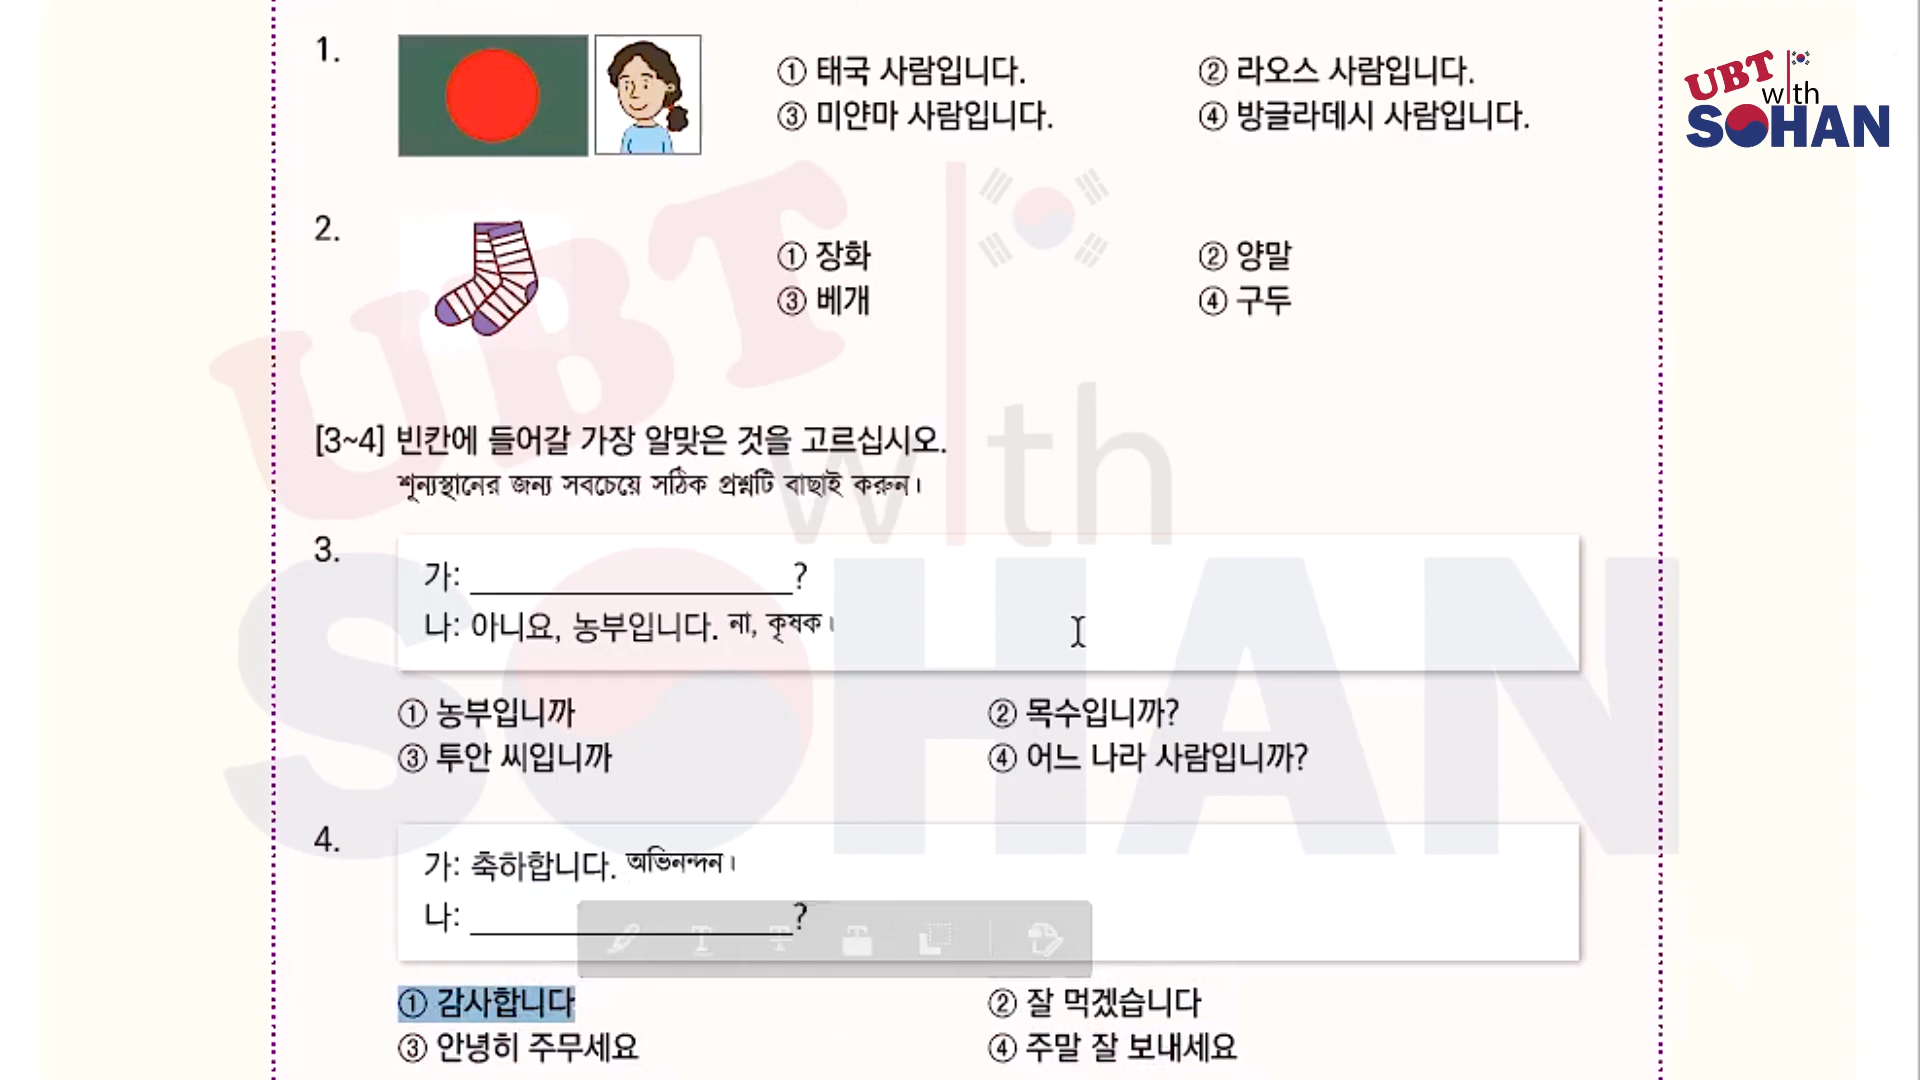 UBT
with
SOHAN
1.
① 태국 사람입니다.
② 라오스 사람입니다.
③ 미얀마 사람입니다.
④ 방글라데시 사람입니다.
2.
① 장화
② 양말
③ 베개
④ 구두
UBT
with
SOHAN
[3~4] 빈칸에 들어갈 가장 알맞은 것을 고르십시오.
শূন্যস্থানের জন্য সবচেয়ে সঠিক প্রশ্নটি বাছাই করুন।
3.
가: ____________________?
나: 아니요, 농부입니다. না, কৃষক।
① 농부입니까
② 목수입니까?
③ 투안 씨입니까
④ 어느 나라 사람입니까?
4.
가: 축하합니다. অভিনন্দন।
나: ____________________?
① 감사합니다
② 잘 먹겠습니다
③ 안녕히 주무세요
④ 주말 잘 보내세요